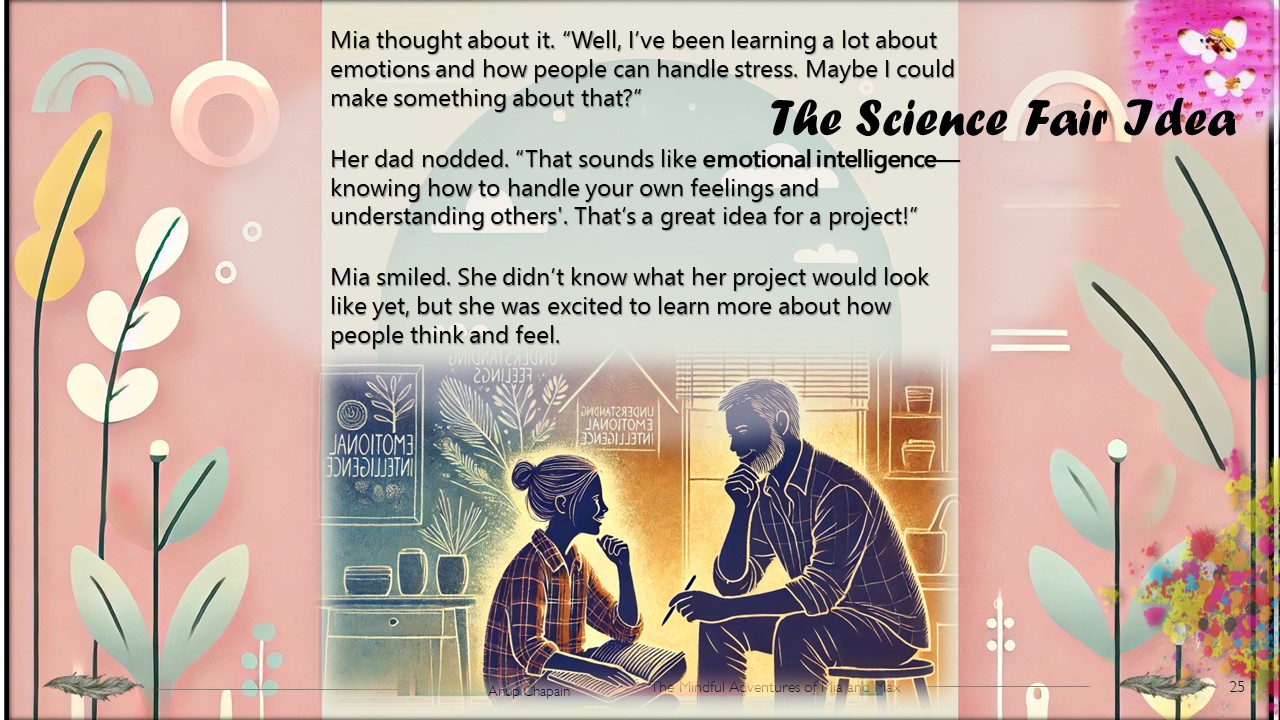 Mia thought about it. “Well, I’ve been learning a lot about
emotions and how people can handle stress. Maybe I could
make something about that?”
The Science Fair Idea
Her dad nodded. “That sounds like emotional intelligence—
knowing how to handle your own feelings and
understanding others'. That’s a great idea for a project!”
Mia smiled. She didn’t know what her project would look
like yet, but she was excited to learn more about how
people think and feel.
UNDERSTANDING
FEELINGS
EMOTIONAL
INTELLIGENCE
UNDERSTANDING
EMOTIONAL
INTELLIGENCE
Anup Chapain
The Mindful Adventures of Mia and Max
25